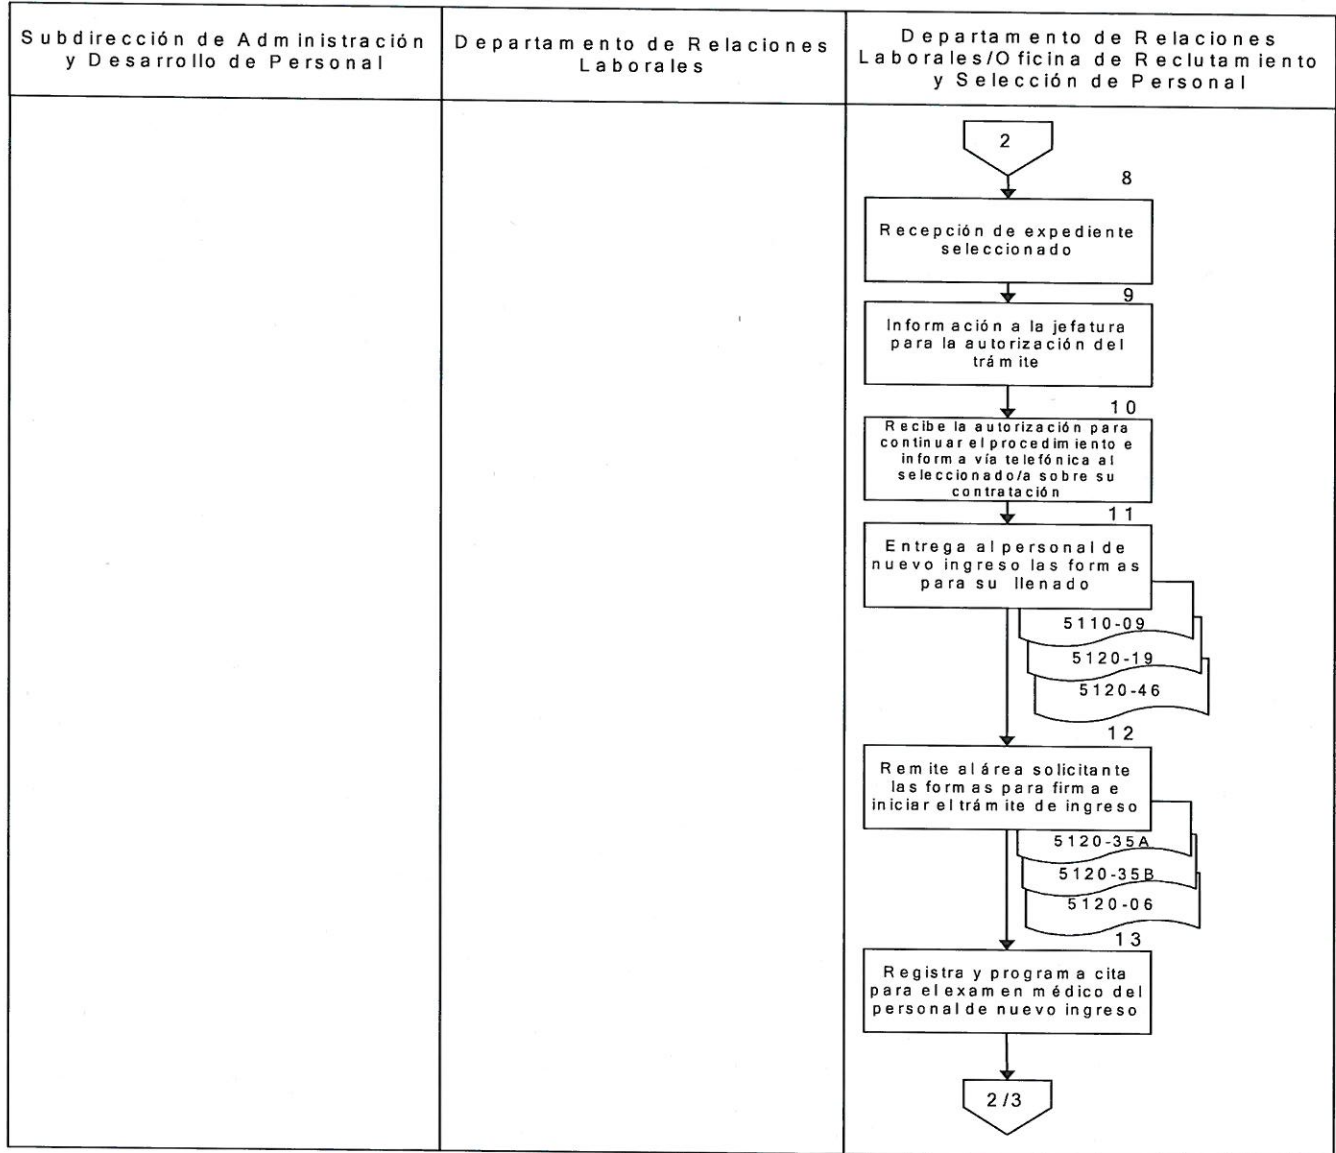 Subdirección de Administración
y Desarrollo de Personal
Departamento de Relaciones
Laborales
Departamento de Relaciones
Laborales/Oficina de Reclutamiento
y Selección de Personal
2
8
Recepción de expediente
seleccionado
9
Información a la jefatura
para la autorización del
trámite
10
Recibe la autorización para
continuar el procedimiento e
informa vía telefónica al
seleccionado/a sobre su
contratación
11
Entrega al personal de
nuevo ingreso las formas
para su llenado
5110-09
5120-19
5120-46
12
Remite al área solicitante
las formas para firma e
iniciar el trámite de ingreso
5120-35A
5120-35B
5120-06
13
Registra y programa cita
para el examen médico del
personal de nuevo ingreso
2/3